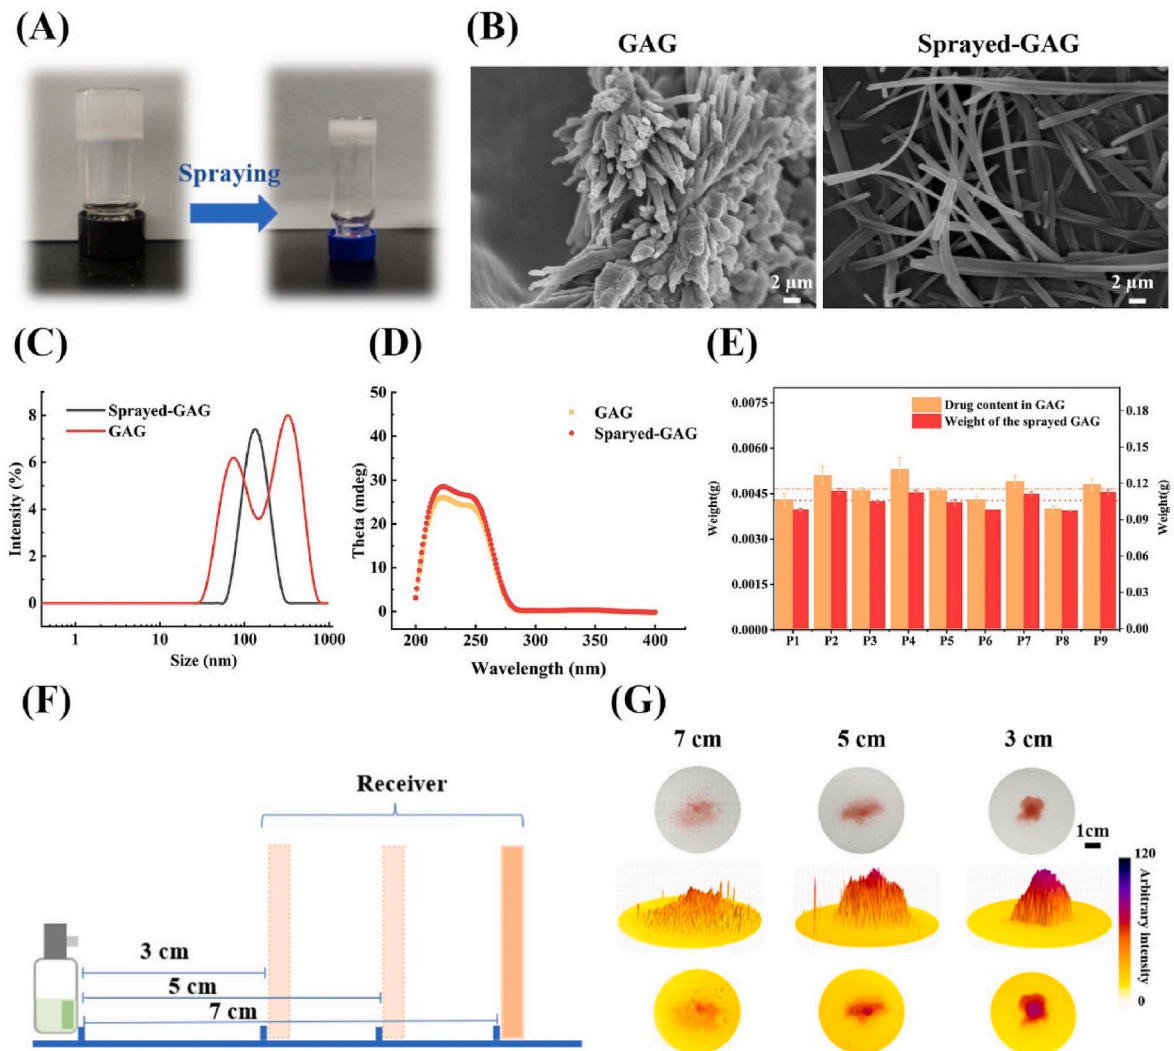 (A)
(B)
GAG
Sprayed-GAG
Spraying
2 µm
2 µm
(C)
(D)
(E)
Intensity (%)
8
6
4
2
0
Sprayed-GAG
GAG
1
10
100
1000
Size (nm)
Theta (mdeg)
50
40
30
20
10
0
GAG
Sparyed-GAG
200
250
300
350
400
Wavelength (nm)
Weight(g)
0.0075
0.0060
0.0045
0.0030
0.0015
0.0000
Drug content in GAG
Weight of the sprayed GAG
0.18
0.15
0.12
0.09
0.06
0.03
0.00
Weight(g)
P1 P2 P3 P4 P5 P6 P7 P8 P9
(F)
Receiver
3 cm
5 cm
7 cm
(G)
7 cm
5 cm
3 cm
1cm
120
Arbitrary intensity
0